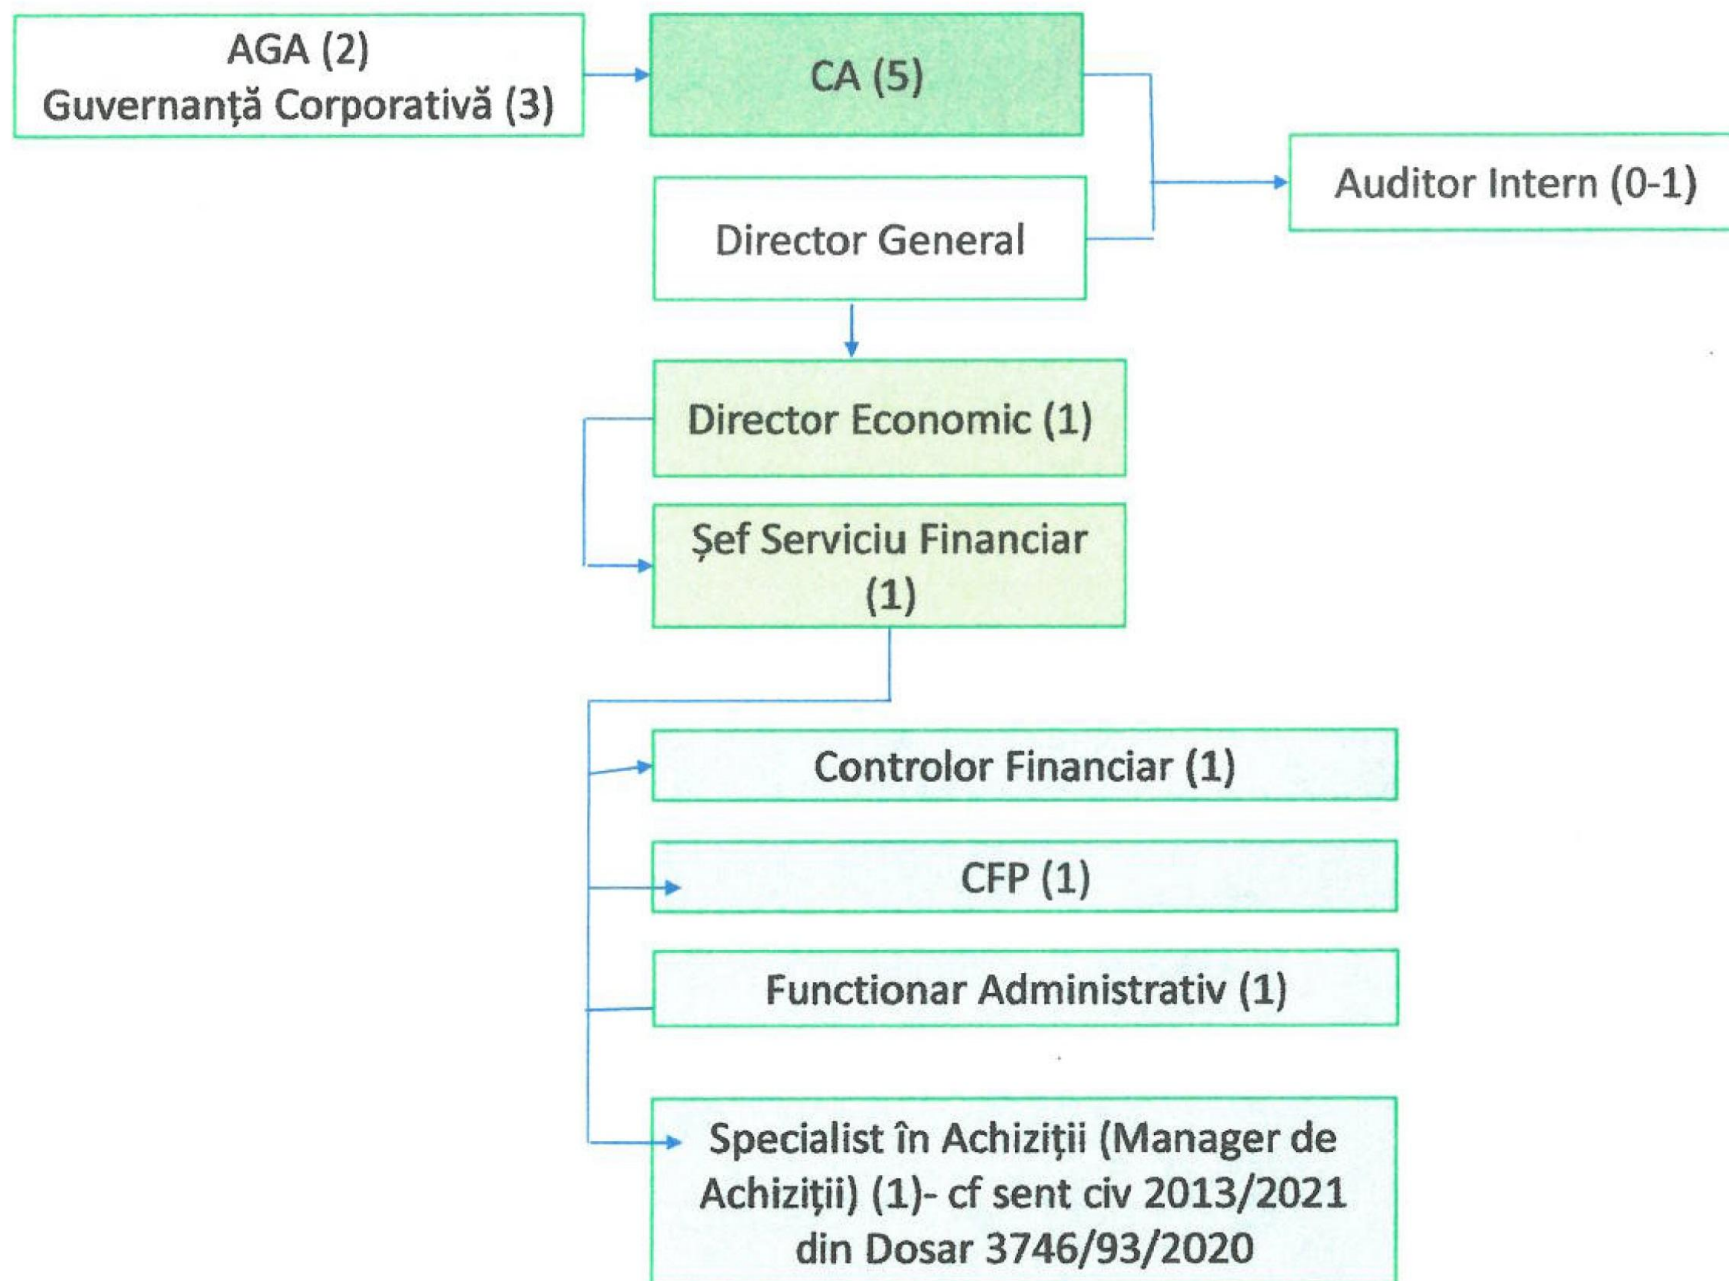 AGA (2)
Guvernanță Corporativă (3)
CA (5)
Auditor Intern (0-1)
Director General
Director Economic (1)
Șef Serviciu Financiar
(1)
Controlor Financiar (1)
CFP (1)
Functionar Administrativ (1)
Specialist în Achiziții (Manager de
Achiziții) (1)- cf sent civ 2013/2021
din Dosar 3746/93/2020